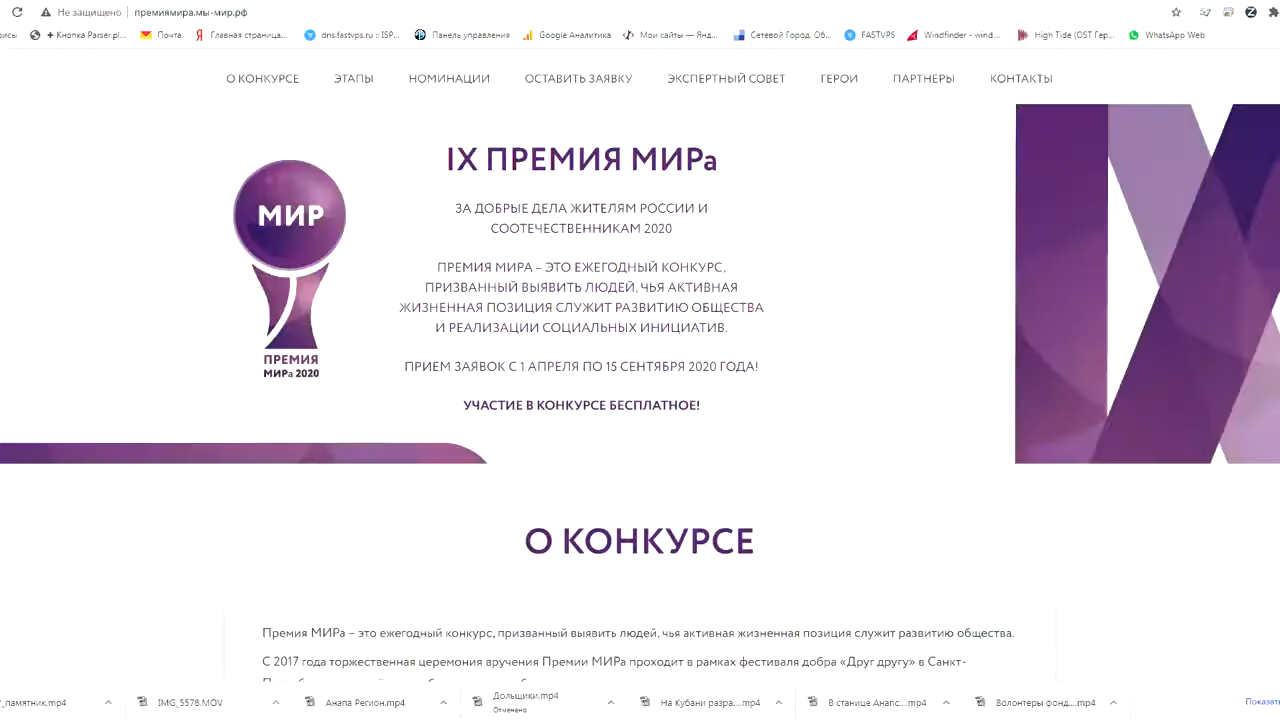 Не защищено | премиямира.мы-мир.рф
+ Кнопка Parser.pl... Почта Главная страница... dns.fastvps.ru :: ISP... Панель управления Google Аналитика Мои сайты — Янд... Сетевой Город. Об... FASTVPS Windfinder - wind... High Tide (OST Гер... WhatsApp Web
О КОНКУРСЕ ЭТАПЫ НОМИНАЦИИ ОСТАВИТЬ ЗАЯВКУ ЭКСПЕРТНЫЙ СОВЕТ ГЕРОИ ПАРТНЕРЫ КОНТАКТЫ
IX ПРЕМИЯ МИРа
ЗА ДОБРЫЕ ДЕЛА ЖИТЕЛЯМ РОССИИ И
СООТЕЧЕСТВЕННИКАМ 2020
ПРЕМИЯ МИРА – ЭТО ЕЖЕГОДНЫЙ КОНКУРС,
ПРИЗВАННЫЙ ВЫЯВИТЬ ЛЮДЕЙ, ЧЬЯ АКТИВНАЯ
ЖИЗНЕННАЯ ПОЗИЦИЯ СЛУЖИТ РАЗВИТИЮ ОБЩЕСТВА
И РЕАЛИЗАЦИИ СОЦИАЛЬНЫХ ИНИЦИАТИВ.
ПРИЕМ ЗАЯВОК С 1 АПРЕЛЯ ПО 15 СЕНТЯБРЯ 2020 ГОДА!
УЧАСТИЕ В КОНКУРСЕ БЕСПЛАТНОЕ!
МИР
ПРЕМИЯ
МИРа 2020
О КОНКУРСЕ
Премия МИРа – это ежегодный конкурс, призванный выявить людей, чья активная жизненная позиция служит развитию общества.
С 2017 года торжественная церемония вручения Премии МИРа проходит в рамках фестиваля добра «Друг другу» в Санкт-
_памятник.mp4 IMG_5578.MOV Анапа Регион.mp4 Дольщики.mp4 На Кубани разра....mp4 В станице Анапс....mp4 Волонтеры фонд....mp4
Отменено